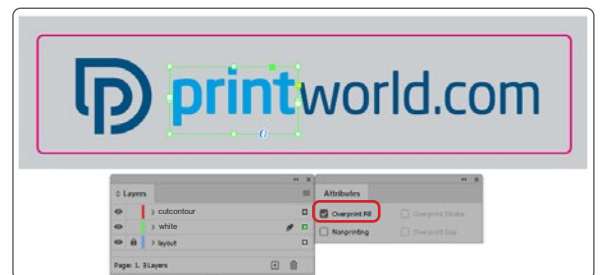 printworld.com
Layers
cutcontour
white
layout
Page: 1, 3 Layers
Attributes
Overprint Fill
Overprint Stroke
Nonprinting
Overprint Gap